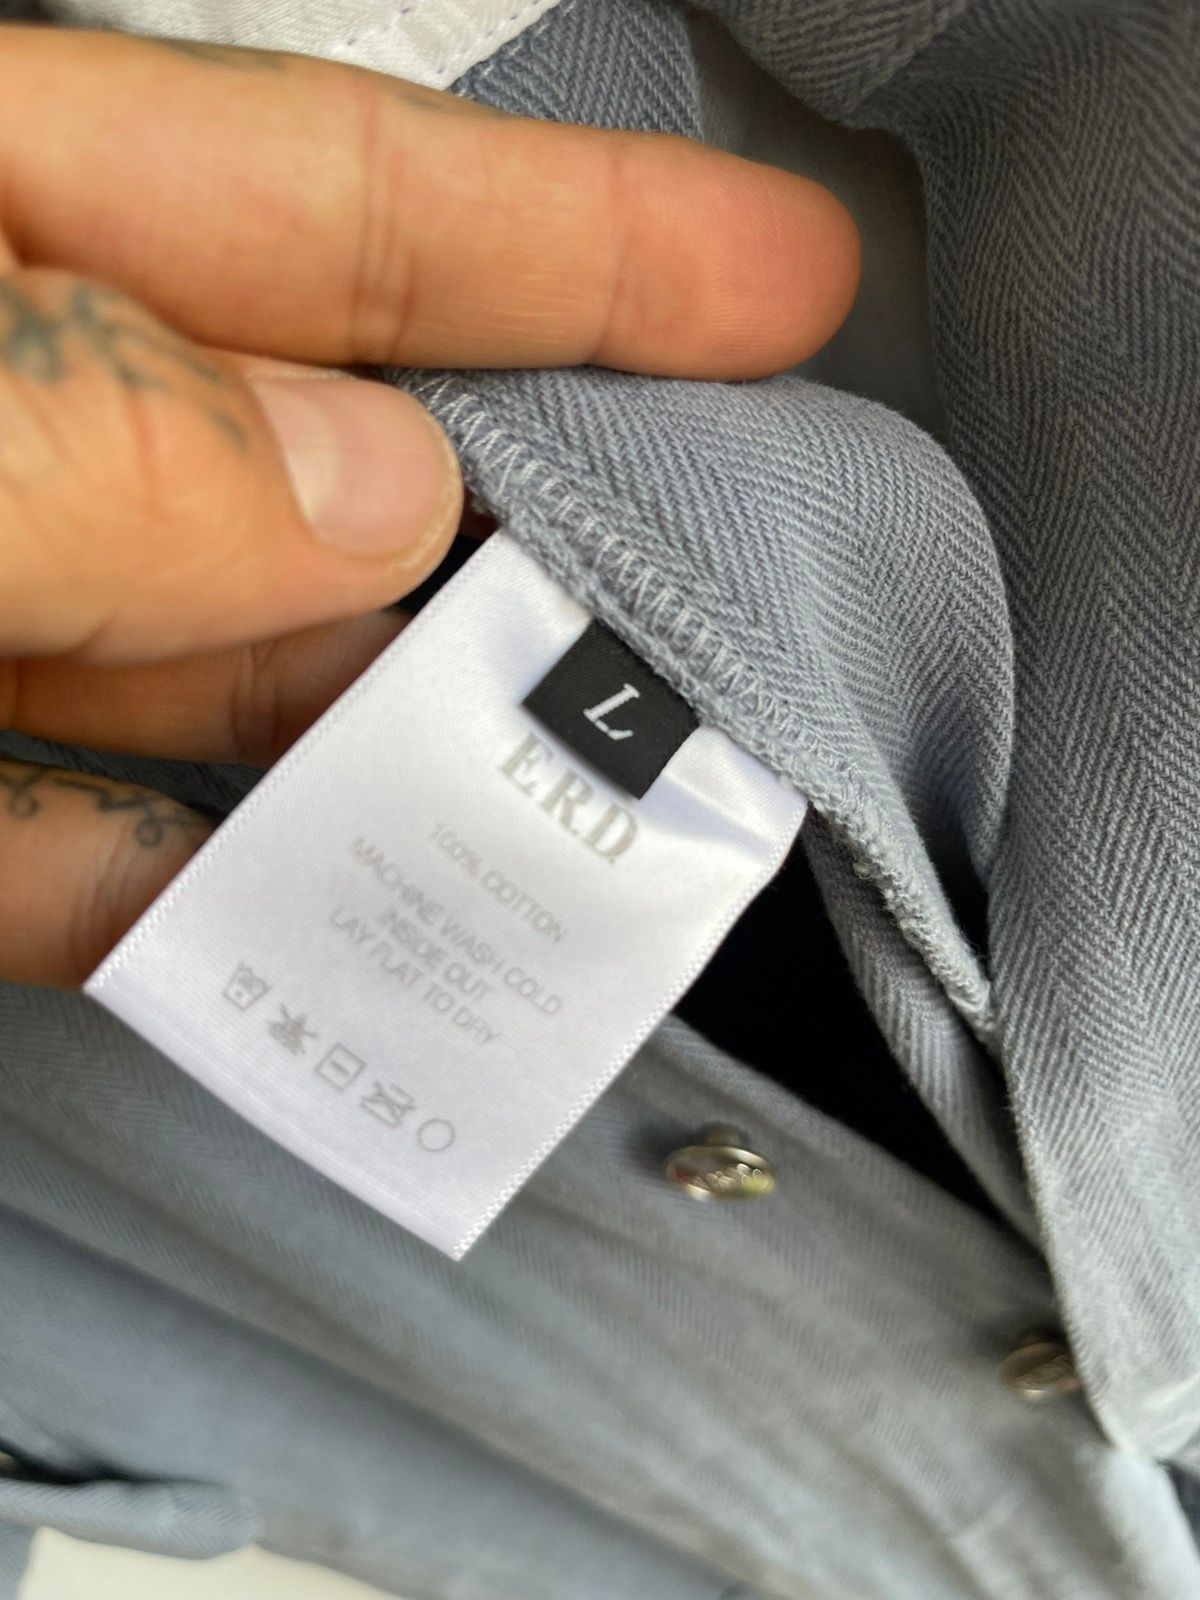 L
ERD
100% COTTON
MACHINE WASH COLD
INSIDE OUT
LAY FLAT TO DRY